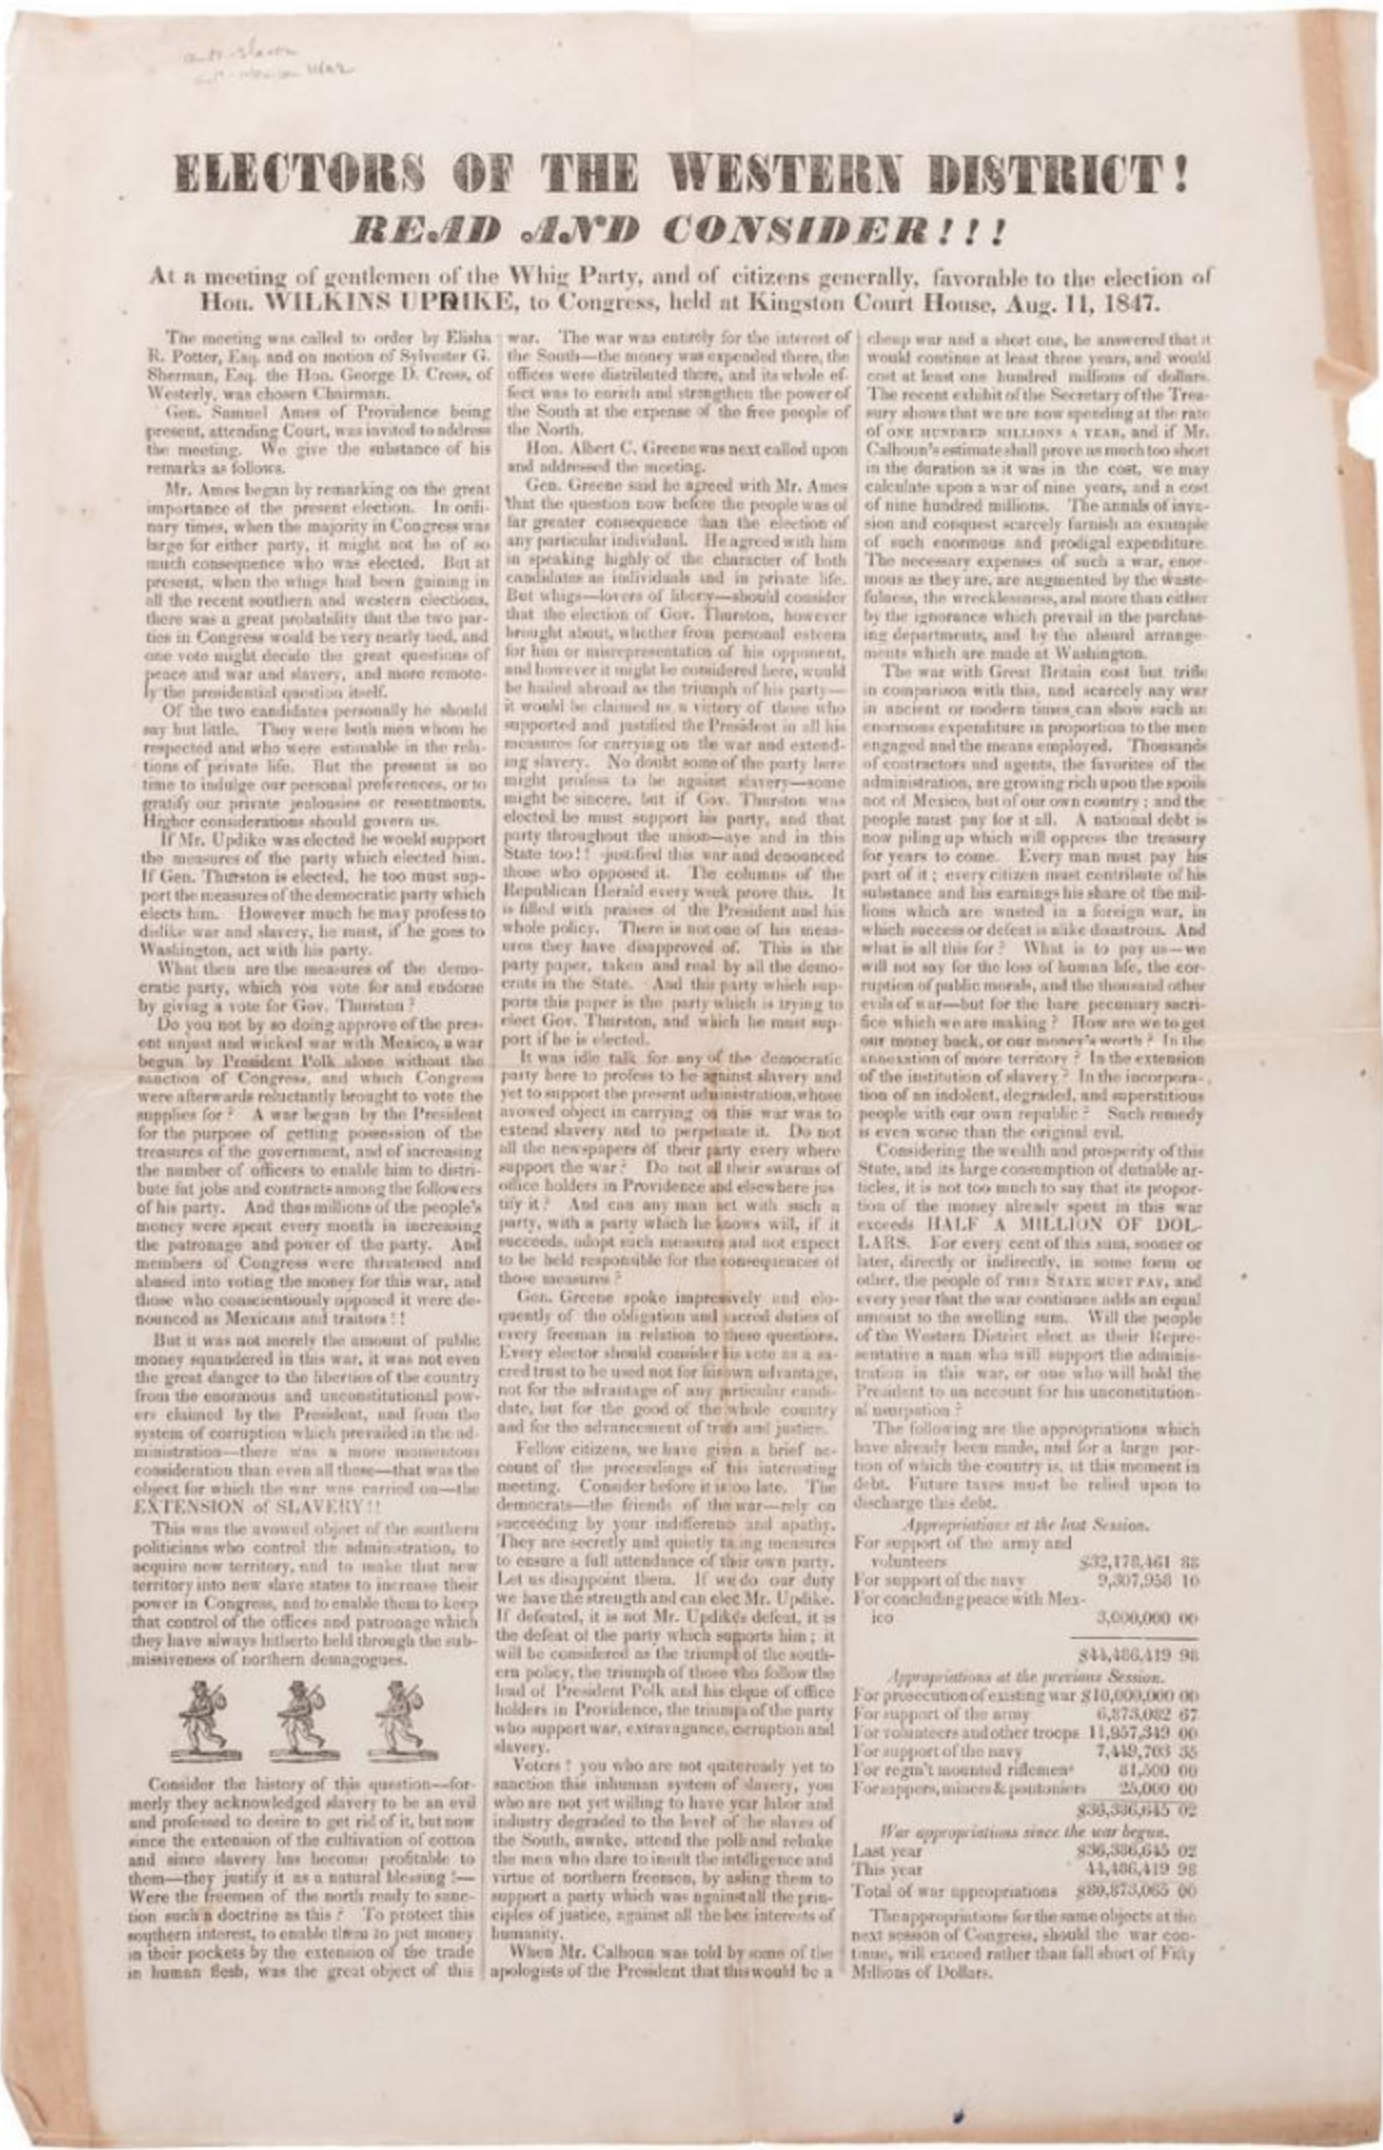 anti-slavery
War
ELECTORS OF THE WESTERN DISTRICT!
READ AND CONSIDER!!!
At a meeting of gentlemen of the Whig Party, and of citizens generally, favorable to the election of
Hon. WILKINS UPDIKE, to Congress, held at Kingston Court House, Aug. 11, 1847.
The meeting was called to order by Elisha
R. Potter, Esq. and on motion of Sylvester G.
Sherman, Esq. the Hon. George D. Cross, of
Westerly, was chosen Chairman.
Gen. Samuel Ames of Providence being
present, attending Court, was invited to address
the meeting. We give the substance of his
remarks as follows.
Mr. Ames began by remarking on the great
importance of the present election. In ordi-
nary times, when the majority in Congress was
large for either party, it might not be of so
much consequence who was elected. But at
present, when the whigs had been gaining in
all the recent southern and western elections,
there was a great probability that the two par-
ties in Congress would be very nearly tied, and
one vote might decide the great questions of
peace and war and slavery, and more remote-
ly the presidential question itself.
Of the two candidates personally he should
say but little. They were both men whom he
respected and who were estimable in the rela-
tions of private life. But the present is no
time to indulge our personal preferences, or to
gratify our private jealousies or resentments.
Higher considerations should govern us.
If Mr. Updike was elected he would support
the measures of the party which elected him.
If Gen. Thurston is elected, he too must sup-
port the measures of the democratic party which
elects him. However much he may profess to
dislike war and slavery, he must, if he goes to
Washington, act with his party.
What then are the measures of the demo-
cratic party, which you vote for and endorse
by giving a vote for Gov. Thurston?
Do you not by so doing approve of the pres-
ent unjust and wicked war with Mexico, a war
begun by President Polk alone without the
sanction of Congress, and which Congress
were afterwards reluctantly brought to vote the
supplies for? A war began by the President
for the purpose of getting possession of the
treasures of the government, and of increasing
the number of officers to enable him to distri-
bute fat jobs and contracts among the followers
of his party. And thus millions of the people's
money were spent every month in increasing
the patronage and power of the party. And
members of Congress were threatened and
abused into voting the money for this war, and
those who conscientiously opposed it were de-
nounced as Mexicans and traitors!!
But it was not merely the amount of public
money squandered in this war, it was not even
the great danger to the liberties of the country
from the enormous and unconstitutional pow-
ers claimed by the President, and from the
system of corruption which prevailed in the ad-
ministration—there was a more momentous
consideration than even all these—that was the
object for which the war was carried on—the
EXTENSION of SLAVERY!!
This was the avowed object of the southern
politicians who control the administration, to
acquire new territory, and to make that new
territory into new slave states to increase their
power in Congress, and to enable them to keep
that control of the offices and patronage which
they have always hitherto held through the sub-
missiveness of northern demagogues.
Consider the history of this question—for-
merly they acknowledged slavery to be an evil
and professed to desire to get rid of it, but now
since the extension of the cultivation of cotton
and since slavery has become profitable to
them—they justify it as a natural blessing!—
Were the freemen of the north ready to sanc-
tion such a doctrine as this? To protect this
southern interest, to enable them to put money
in their pockets by the extension of the trade
in human flesh, was the great object of this
war. The war was entirely for the interest of
the South—the money was expended there, the
offices were distributed there, and its whole ef-
fect was to enrich and strengthen the power of
the South at the expense of the free people of
the North.
Hon. Albert C. Greene was next called upon
and addressed the meeting.
Gen. Greene said he agreed with Mr. Ames
that the question now before the people was of
far greater consequence than the election of
any particular individual. He agreed with him
in speaking highly of the character of both
candidates as individuals and in private life.
But whigs—lovers of libery—should consider
that the election of Gov. Thurston, however
brought about, whether from personal esteem
for him or misrepresentation of his opponent,
and however it might be considered here, would
be hailed abroad as the triumph of his party—
it would be claimed as a victory of those who
supported and justified the President in all his
measures for carrying on the war and extend-
ing slavery. No doubt some of the party here
might profess to be against slavery—some
might be sincere, but if Gov. Thurston was
elected he must support his party, and that
party throughout the union—aye and in this
State too!! justified this war and denounced
those who opposed it. The columns of the
Republican Herald every week prove this. It
is filled with praises of the President and his
whole policy. There is not one of his meas-
ures they have disapproved of. This is the
party paper, taken and read by all the demo-
crats in the State. And this party which sup-
ports this paper is the party which is trying to
elect Gov. Thurston, and which he must sup-
port if he is elected.
It was idle talk for any of the democratic
party here to profess to be against slavery and
yet to support the present administration, whose
avowed object in carrying on this war was to
extend slavery and to perpetuate it. Do not
all the newspapers of their party every where
support the war? Do not all their swarms of
office holders in Providence and elsewhere jus
tify it? And can any man act with such a
party, with a party which he knows will, if it
succeeds, adopt such measures and not expect
to be held responsible for the consequences of
those measures?
Gen. Greene spoke impressively and elo-
quently of the obligation and sacred duties of
every freeman in relation to these questions.
Every elector should consider his vote as a sa-
cred trust to be used not for his own advantage,
not for the advantage of any particular candi-
date, but for the good of the whole country
and for the advancement of truth and justice.
Fellow citizens, we have given a brief ac-
count of the proceedings of this interesting
meeting. Consider before it is too late. The
democrats—the friends of the war—rely on
succeeding by your indifference and apathy.
They are secretly and quietly taking measures
to ensure a full attendance of their own party.
Let us disappoint them. If we do our duty
we have the strength and can elect Mr. Updike.
If defeated, it is not Mr. Updike's defeat, it is
the defeat of the party which supports him; it
will be considered as the triumph of the south-
ern policy, the triumph of those who follow the
lead of President Polk and his clique of office
holders in Providence, the triumph of the party
who support war, extravagance, corruption and
slavery.
Voters! you who are not quite ready yet to
sanction this inhuman system of slavery, you
who are not yet willing to have your labor and
industry degraded to the level of the slaves of
the South, awake, attend the polls and rebuke
the men who dare to insult the intelligence and
virtue of northern freemen, by asking them to
support a party which was against all the prin-
ciples of justice, against all the best interests of
humanity.
When Mr. Calhoun was told by some of the
apologists of the President that this would be a
cheap war and a short one, he answered that it
would continue at least three years, and would
cost at least one hundred millions of dollars.
The recent exhibit of the Secretary of the Trea-
sury shows that we are now spending at the rate
of ONE HUNDRED MILLIONS A YEAR, and if Mr.
Calhoun's estimate shall prove as much too short
in the duration as it was in the cost, we may
calculate upon a war of nine years, and a cost
of nine hundred millions. The annals of inva-
sion and conquest scarcely furnish an example
of such enormous and prodigal expenditure.
The necessary expenses of such a war, enor-
mous as they are, are augmented by the waste-
fulness, the wrecklessness, and more than either
by the ignorance which prevail in the purchas-
ing departments, and by the absurd arrange-
ments which are made at Washington.
The war with Great Britain cost but trifle
in comparison with this, and scarcely any war
in ancient or modern times, can show such an
enormous expenditure in proportion to the men
engaged and the means employed. Thousands
of contractors and agents, the favorites of the
administration, are growing rich upon the spoils
not of Mexico, but of our own country; and the
people must pay for it all. A national debt is
now piling up which will oppress the treasury
for years to come. Every man must pay his
part of it; every citizen must contribute of his
substance and his earnings his share of the mil-
lions which are wasted in a foreign war, in
which success or defeat is alike disastrous. And
what is all this for? What is to pay us—we
will not say for the loss of human life, the cor-
ruption of public morals, and the thousand other
evils of war—but for the bare pecuniary sacri-
fice which we are making? How are we to get
our money back, or our money's worth? In the
annexation of more territory? In the extension
of the institution of slavery? In the incorpora-
tion of an indolent, degraded, and superstitious
people with our own republic? Such remedy
is even worse than the original evil.
Considering the wealth and prosperity of this
State, and its large consumption of dutiable ar-
ticles, it is not too much to say that its propor-
tion of the money already spent in this war
exceeds HALF A MILLION OF DOL-
LARS. For every cent of this sum, sooner or
later, directly or indirectly, in some form or
other, the people of THIS STATE MUST PAY, and
every year that the war continues adds an equal
amount to the swelling sum. Will the people
of the Western District elect as their Repre-
sentative a man who will support the adminis-
tration in this war, or one who will hold the
President to an account for his unconstitution-
al usurpation?
The following are the appropriations which
have already been made, and for a large por-
tion of which the country is, at this moment in
debt. Future taxes must be relied upon to
discharge this debt.
Appropriations at the last Session.
For support of the army and
volunteers $32,178,461 88
For support of the navy 9,307,958 10
For concluding peace with Mex-
ico 3,000,000 00
$44,486,419 98
Appropriations at the previous Session.
For prosecution of existing war $10,000,000 00
For support of the army 6,873,092 67
For volunteers and other troops 11,957,349 00
For support of the navy 7,449,703 35
For regm't mounted riflemen 81,500 00
For sappers, miners & pontoniers 25,000 00
$36,386,645 02
War appropriations since the war begun.
Last year $36,386,645 02
This year 44,486,419 98
Total of war appropriations $80,873,065 00
The appropriations for the same objects at the
next session of Congress, should the war con-
tinue, will exceed rather than fall short of Fifty
Millions of Dollars.